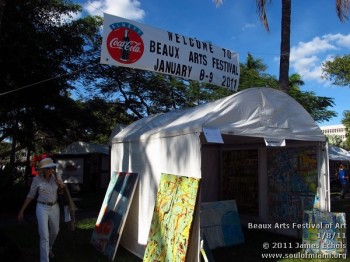 Coca-Cola
WELCOME TO
BEAUX ARTS FESTIVAL
JANUARY 8-9 2011
Beaux Arts Festival of Art
1/8/11
© 2011 James Echols
www.soulofmiami.org